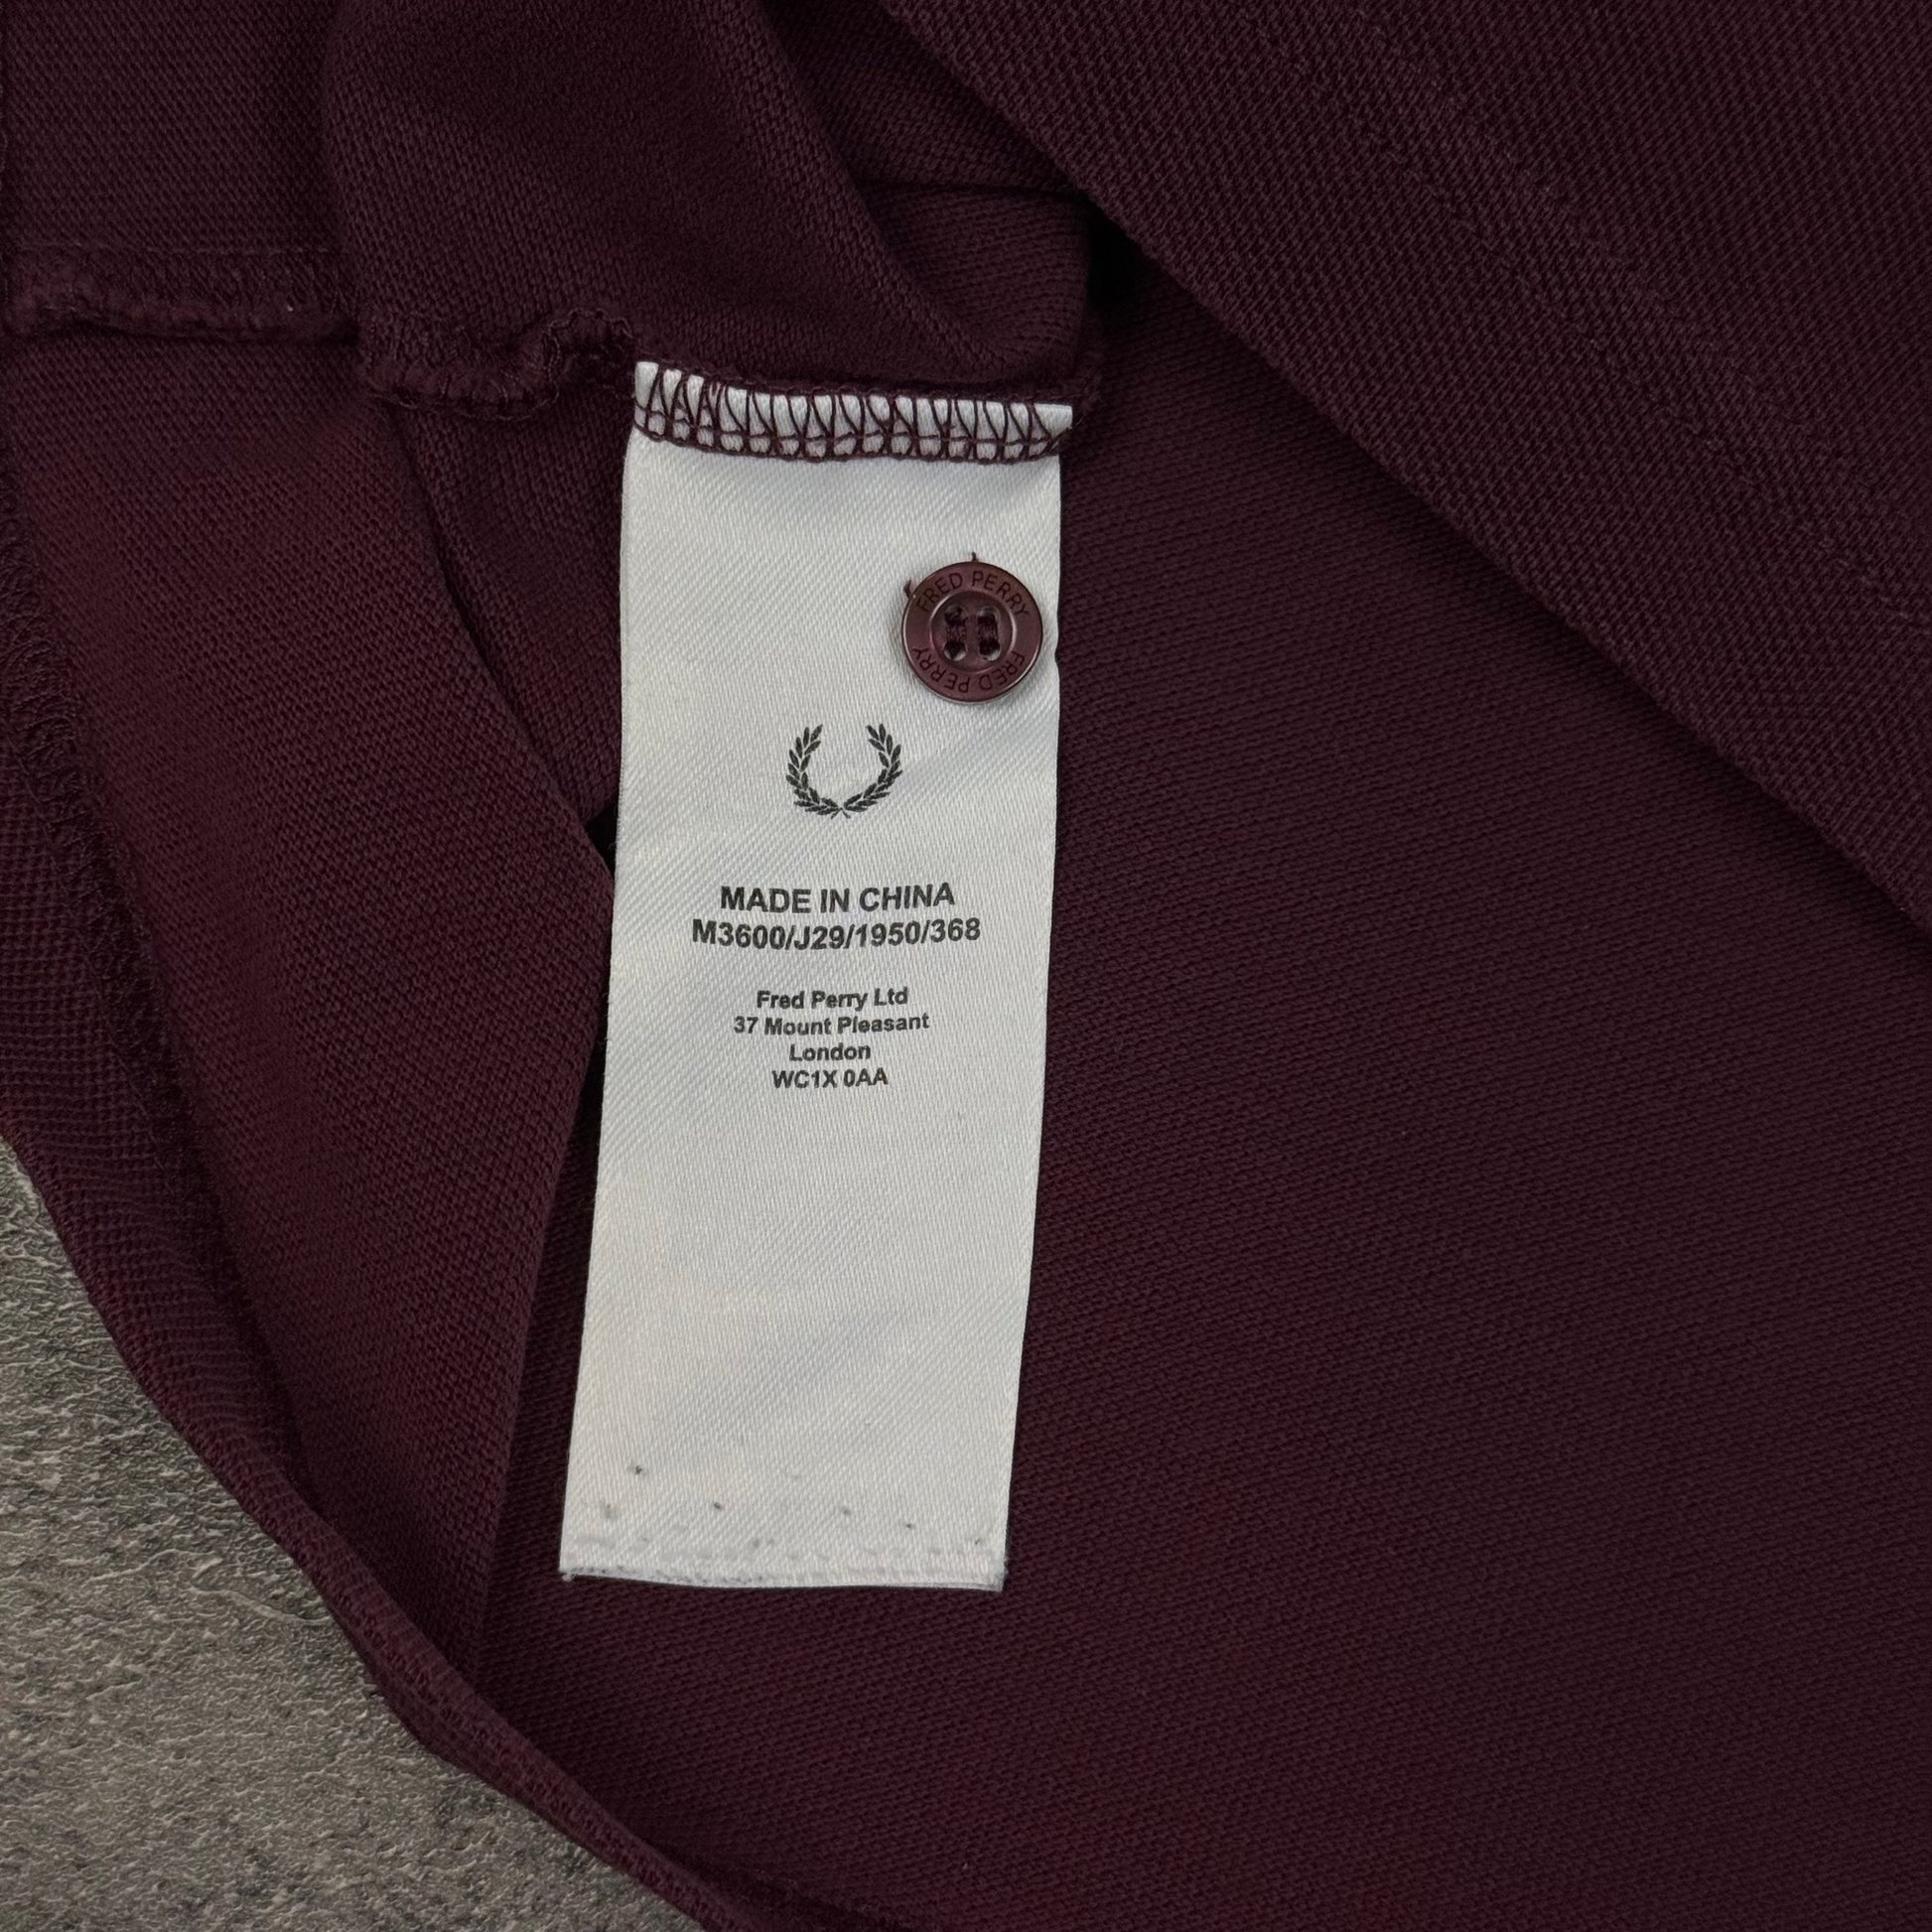 FRED PERRY
FRED PERRY
MADE IN CHINA
M3600/J29/1950/368
Fred Perry Ltd
37 Mount Pleasant
London
WC1X 0AA